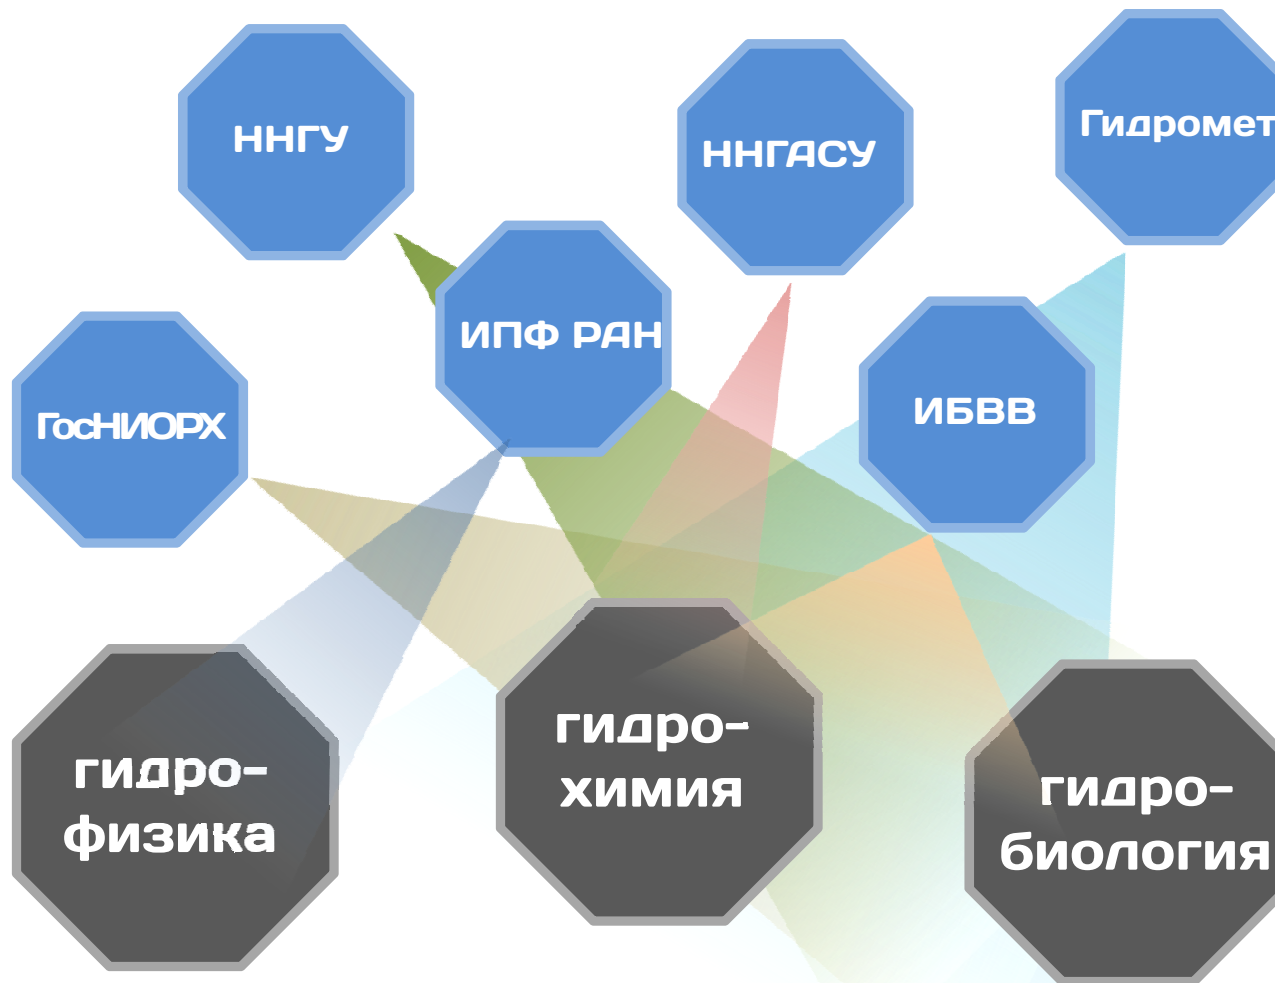 ННГУ
ННГАСУ
Гидромет
ИПФ РАН
ГосНИОРХ
ИБВВ
гидро-
физика
гидро-
химия
гидро-
биология